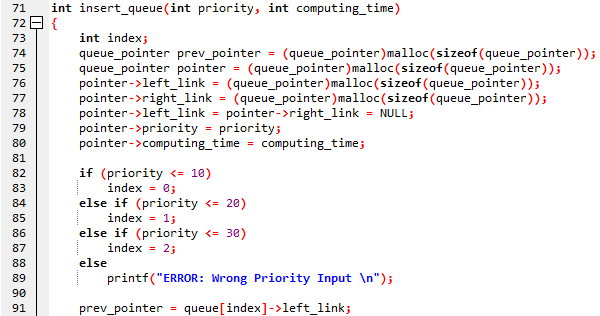 71 int insert_queue(int priority, int computing_time)
72 {
73 int index;
74 queue_pointer prev_pointer = (queue_pointer)malloc(sizeof(queue_pointer));
75 queue_pointer pointer = (queue_pointer)malloc(sizeof(queue_pointer));
76 pointer->left_link = (queue_pointer)malloc(sizeof(queue_pointer));
77 pointer->right_link = (queue_pointer)malloc(sizeof(queue_pointer));
78 pointer->left_link = pointer->right_link = NULL;
79 pointer->priority = priority;
80 pointer->computing_time = computing_time;
81
82 if (priority <= 10)
83 index = 0;
84 else if (priority <= 20)
85 index = 1;
86 else if (priority <= 30)
87 index = 2;
88 else
89 printf("ERROR: Wrong Priority Input \n");
90
91 prev_pointer = queue[index]->left_link;